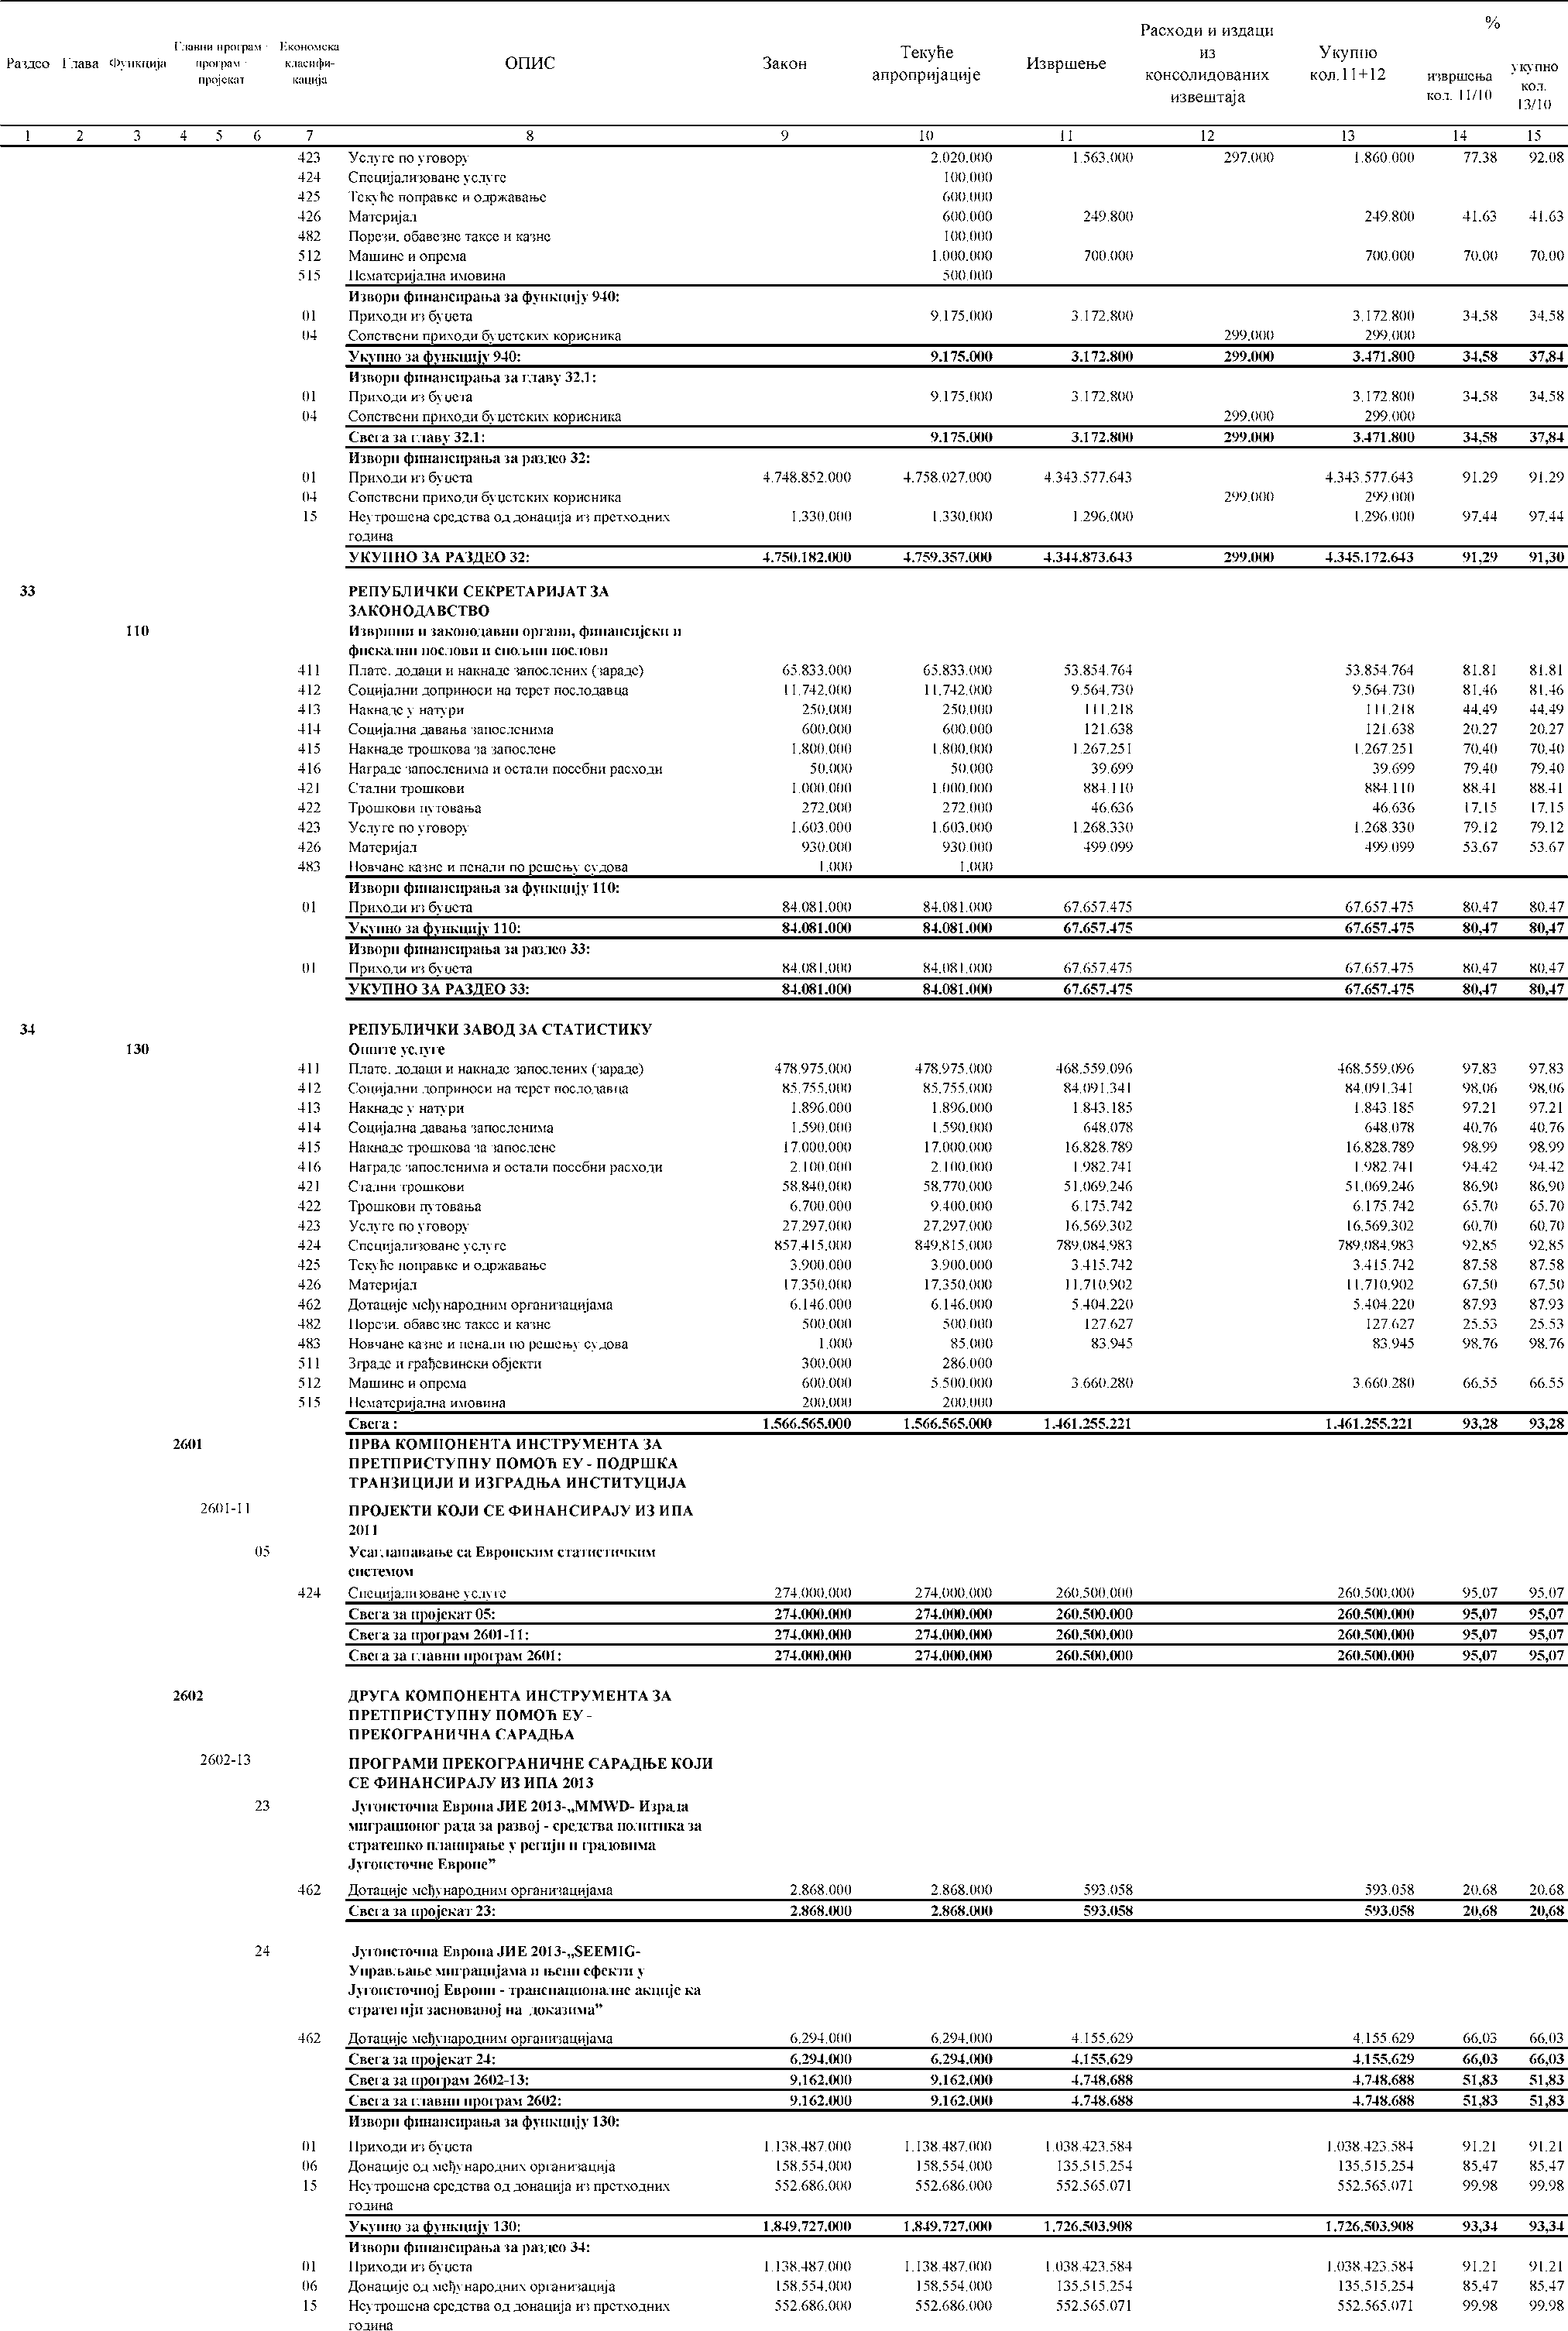 Раздео Глава Функција Главни програм - програм - пројекат Економска класифи- кација ОПИС Закон Текуће апропријације Извршење Расходи и издаци из консолидованих извештаја Укупно кол.11+12 % извршења кол. 11/10 укупно кол. 13/10
1 2 3 4 5 6 7 8 9 10 11 12 13 14 15
423 Услуге по уговору 2.020.000 1.563.000 297.000 1.860.000 77.38 92.08
424 Специјализоване услуге 100.000
425 Текуће поправке и одржавање 600.000
426 Материјал 600.000 249.800 249.800 41.63 41.63
482 Порези, обавезне таксе и казне 100.000
512 Машине и опрема 1.000.000 700.000 700.000 70.00 70.00
515 Нематеријална имовина 500.000
Извори финансирања за функцију 940:
01 Приходи из буџета 9.175.000 3.172.800 3.172.800 34.58 34.58
04 Сопствени приходи буџетских корисника 299.000 299.000
Укупно за функцију 940: 9.175.000 3.172.800 299.000 3.471.800 34,58 37,84
Извори финансирања за главу 32.1:
01 Приходи из буџета 9.175.000 3.172.800 3.172.800 34.58 34.58
04 Сопствени приходи буџетских корисника 299.000 299.000
Свега за главу 32.1: 9.175.000 3.172.800 299.000 3.471.800 34,58 37,84
Извори финансирања за раздео 32:
01 Приходи из буџета 4.748.852.000 4.758.027.000 4.343.577.643 4.343.577.643 91.29 91.29
04 Сопствени приходи буџетских корисника 299.000 299.000
15 Неутрошена средства од донација из претходних 1.330.000 1.330.000 1.296.000 1.296.000 97.44 97.44
година
УКУПНО ЗА РАЗДЕО 32: 4.750.182.000 4.759.357.000 4.344.873.643 299.000 4.345.172.643 91,29 91,30
33 РЕПУБЛИЧКИ СЕКРЕТАРИЈАТ ЗА
ЗАКОНОДАВСТВО
110 Извршни и законодавни органи, финансијски и
фискални послови и спољни послови
411 Плате, додаци и накнаде запослених (зараде) 65.833.000 65.833.000 53.854.764 53.854.764 81.81 81.81
412 Социјални доприноси на терет послодавца 11.742.000 11.742.000 9.564.730 9.564.730 81.46 81.46
413 Накнаде у натури 250.000 250.000 111.218 111.218 44.49 44.49
414 Социјална давања запосленима 600.000 600.000 121.638 121.638 20.27 20.27
415 Накнаде трошкова за запослене 1.800.000 1.800.000 1.267.251 1.267.251 70.40 70.40
416 Награде запосленима и остали посебни расходи 50.000 50.000 39.699 39.699 79.40 79.40
421 Стални трошкови 1.000.000 1.000.000 884.110 884.110 88.41 88.41
422 Трошкови путовања 272.000 272.000 46.636 46.636 17.15 17.15
423 Услуге по уговору 1.603.000 1.603.000 1.268.330 1.268.330 79.12 79.12
426 Материјал 930.000 930.000 499.099 499.099 53.67 53.67
483 Новчане казне и пенали по решењу судова 1.000 1.000
Извори финансирања за функцију 110:
01 Приходи из буџета 84.081.000 84.081.000 67.657.475 67.657.475 80.47 80.47
Укупно за функцију 110: 84.081.000 84.081.000 67.657.475 67.657.475 80,47 80,47
Извори финансирања за раздео 33:
01 Приходи из буџета 84.081.000 84.081.000 67.657.475 67.657.475 80.47 80.47
УКУПНО ЗА РАЗДЕО 33: 84.081.000 84.081.000 67.657.475 67.657.475 80,47 80,47
34 РЕПУБЛИЧКИ ЗАВОД ЗА СТАТИСТИКУ
130 Опште услуге
411 Плате, додаци и накнаде запослених (зараде) 478.975.000 478.975.000 468.559.096 468.559.096 97.83 97.83
412 Социјални доприноси на терет послодавца 85.755.000 85.755.000 84.091.341 84.091.341 98.06 98.06
413 Накнаде у натури 1.896.000 1.896.000 1.843.185 1.843.185 97.21 97.21
414 Социјална давања запосленима 1.590.000 1.590.000 648.078 648.078 40.76 40.76
415 Накнаде трошкова за запослене 17.000.000 17.000.000 16.828.789 16.828.789 98.99 98.99
416 Награде запосленима и остали посебни расходи 2.100.000 2.100.000 1.982.741 1.982.741 94.42 94.42
421 Стални трошкови 58.840.000 58.770.000 51.069.246 51.069.246 86.90 86.90
422 Трошкови путовања 6.700.000 9.400.000 6.175.742 6.175.742 65.70 65.70
423 Услуге по уговору 27.297.000 27.297.000 16.569.302 16.569.302 60.70 60.70
424 Специјализоване услуге 857.415.000 849.815.000 789.084.983 789.084.983 92.85 92.85
425 Текуће поправке и одржавање 3.900.000 3.900.000 3.415.742 3.415.742 87.58 87.58
426 Материјал 17.350.000 17.350.000 11.710.902 11.710.902 67.50 67.50
462 Дотације међународним организацијама 6.146.000 6.146.000 5.404.220 5.404.220 87.93 87.93
482 Порези, обавезне таксе и казне 500.000 500.000 127.627 127.627 25.53 25.53
483 Новчане казне и пенали по решењу судова 1.000 85.000 83.945 83.945 98.76 98.76
511 Зграде и грађевински објекти 300.000 286.000
512 Машине и опрема 600.000 5.500.000 3.660.280 3.660.280 66.55 66.55
515 Нематеријална имовина 200.000 200.000
Свега : 1.566.565.000 1.566.565.000 1.461.255.221 1.461.255.221 93,28 93,28
2601 ПРВА КОМПОНЕНТА ИНСТРУМЕНТА ЗА
ПРЕТПРИСТУПНУ ПОМОЋ ЕУ - ПОДРШКА
ТРАНЗИЦИЈИ И ИЗГРАДЊА ИНСТИТУЦИЈА
2601-11 ПРОЈЕКТИ КОЈИ СЕ ФИНАНСИРАЈУ ИЗ ИПА
2011
05 Усаглашавање са Европским статистичким
системом
424 Специјализоване услуге 274.000.000 274.000.000 260.500.000 260.500.000 95.07 95.07
Свега за пројекат 05: 274.000.000 274.000.000 260.500.000 260.500.000 95,07 95,07
Свега за програм 2601-11: 274.000.000 274.000.000 260.500.000 260.500.000 95,07 95,07
Свега за главни програм 2601: 274.000.000 274.000.000 260.500.000 260.500.000 95,07 95,07
2602 ДРУГА КОМПОНЕНТА ИНСТРУМЕНТА ЗА
ПРЕТПРИСТУПНУ ПОМОЋ ЕУ -
ПРЕКОГРАНИЧНА САРАДЊА
2602-13 ПРОГРАМИ ПРЕКОГРАНИЧНЕ САРАДЊЕ КОЈИ
СЕ ФИНАНСИРАЈУ ИЗ ИПА 2013
23 Југоисточна Европа ЈИЕ 2013-„MMWD- Израда
миграционог рада за развој - средства политика за
стратешко планирање у регији и градовима
Југоисточне Европе”
462 Дотације међународним организацијама 2.868.000 2.868.000 593.058 593.058 20.68 20.68
Свега за пројекат 23: 2.868.000 2.868.000 593.058 593.058 20,68 20,68
24 Југоисточна Европа ЈИЕ 2013-„SEEMIG-
Управљање миграцијама и њени ефекти у
Југоисточној Европи - транснационалне акције ка
стратегији заснованој на доказима”
462 Дотације међународним организацијама 6.294.000 6.294.000 4.155.629 4.155.629 66.03 66.03
Свега за пројекат 24: 6.294.000 6.294.000 4.155.629 4.155.629 66,03 66,03
Свега за програм 2602-13: 9.162.000 9.162.000 4.748.688 4.748.688 51,83 51,83
Свега за главни програм 2602: 9.162.000 9.162.000 4.748.688 4.748.688 51,83 51,83
Извори финансирања за функцију 130:
01 Приходи из буџета 1.138.487.000 1.138.487.000 1.038.423.584 1.038.423.584 91.21 91.21
06 Донације од међународних организација 158.554.000 158.554.000 135.515.254 135.515.254 85.47 85.47
15 Неутрошена средства од донација из претходних 552.686.000 552.686.000 552.565.071 552.565.071 99.98 99.98
година
Укупно за функцију 130: 1.849.727.000 1.849.727.000 1.726.503.908 1.726.503.908 93,34 93,34
Извори финансирања за раздео 34:
01 Приходи из буџета 1.138.487.000 1.138.487.000 1.038.423.584 1.038.423.584 91.21 91.21
06 Донације од међународних организација 158.554.000 158.554.000 135.515.254 135.515.254 85.47 85.47
15 Неутрошена средства од донација из претходних 552.686.000 552.686.000 552.565.071 552.565.071 99.98 99.98
година